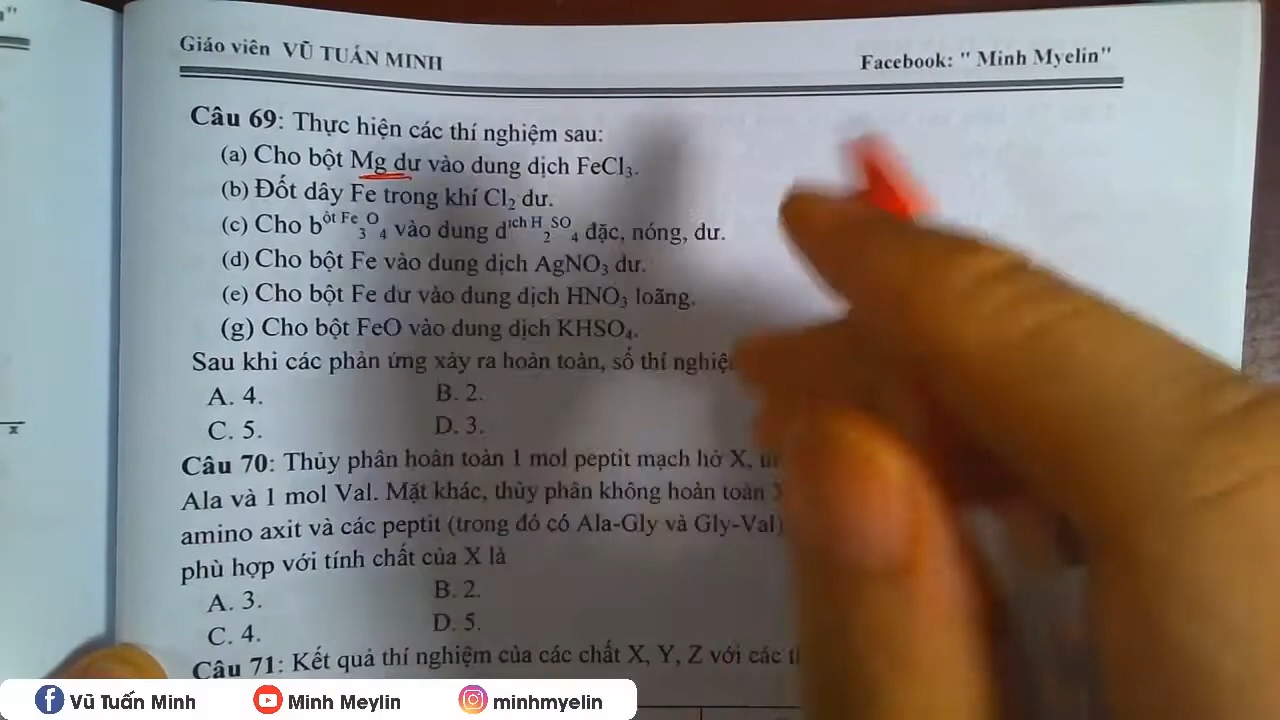 Giáo viên VŨ TUẤN MINH
Facebook: " Minh Myelin"
Câu 69: Thực hiện các thí nghiệm sau:
(a) Cho bột Mg dư vào dung dịch FeCl₃.
(b) Đốt dây Fe trong khí Cl₂ dư.
(c) Cho bột Fe₃O₄ vào dung dịch H₂SO₄ đặc, nóng, dư.
(d) Cho bột Fe vào dung dịch AgNO₃ dư.
(e) Cho bột Fe dư vào dung dịch HNO₃ loãng.
(g) Cho bột FeO vào dung dịch KHSO₄.
Sau khi các phản ứng xảy ra hoàn toàn, số thí
A. 4. B. 2.
C. 5. D. 3.
Câu 70: Thủy phân hoàn toàn 1 mol peptit mạch hở X,
Ala và 1 mol Val. Mặt khác, thủy phân không hoàn toàn
amino axit và các peptit (trong đó có Ala-Gly và Gly-Val)
phù hợp với tính chất của X là
A. 3. B. 2.
C. 4. D. 5.
Câu 71: Kết quả thí nghiệm của các chất X, Y, Z với các
Vũ Tuấn Minh Minh Meylin minhmyelin